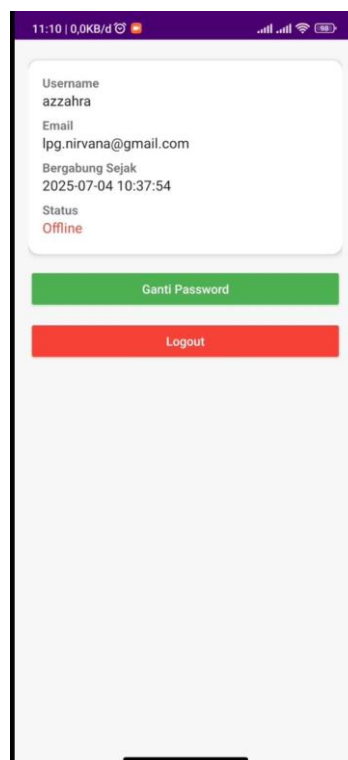 11:10 | 0,0KB/d
98
Username
azzahra
Email
lpg.nirvana@gmail.com
Bergabung Sejak
2025-07-04 10:37:54
Status
Offline
Ganti Password
Logout